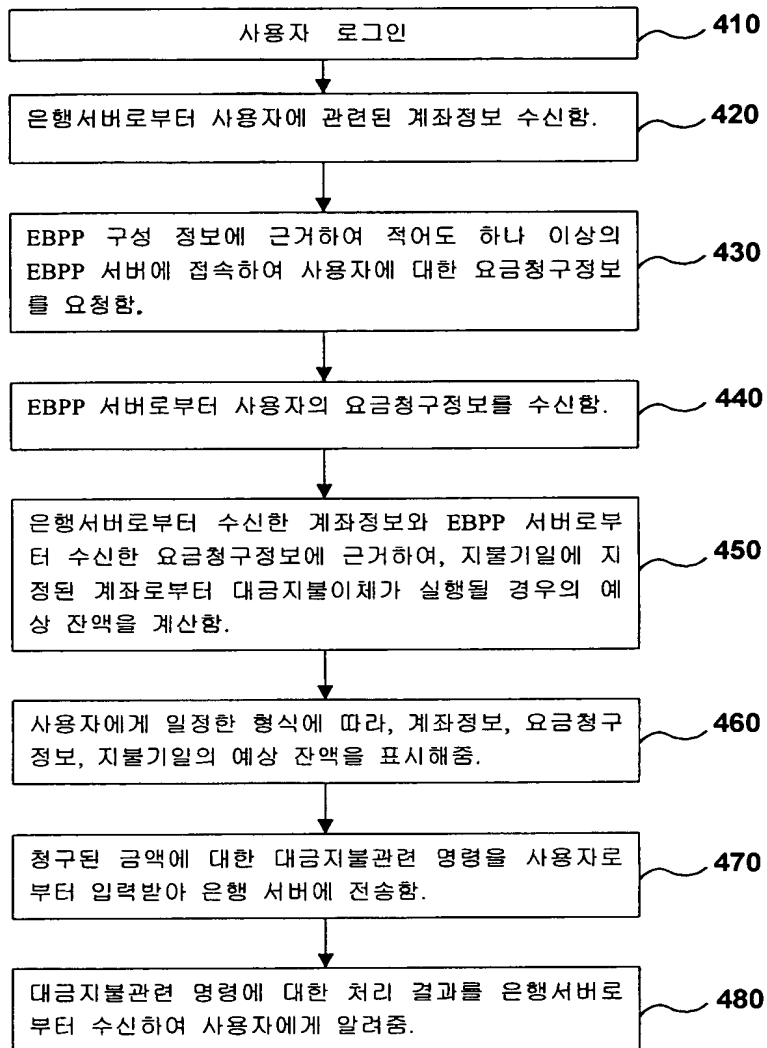 사용자 로그인
410
은행서버로부터 사용자에 관련된 계좌정보 수신함.
420
EBPP 구성 정보에 근거하여 적어도 하나 이상의
EBPP 서버에 접속하여 사용자에 대한 요금청구정보
를 요청함.
430
EBPP 서버로부터 사용자의 요금청구정보를 수신함.
440
은행서버로부터 수신한 계좌정보와 EBPP 서버로부
터 수신한 요금청구정보에 근거하여, 지불기일에 지
정된 계좌로부터 대금지불이체가 실행될 경우의 예
상 잔액을 계산함.
450
사용자에게 일정한 형식에 따라, 계좌정보, 요금청구
정보, 지불기일의 예상 잔액을 표시해줌.
460
청구된 금액에 대한 대금지불관련 명령을 사용자로
부터 입력받아 은행 서버에 전송함.
470
대금지불관련 명령에 대한 처리 결과를 은행서버로
부터 수신하여 사용자에게 알려줌.
480